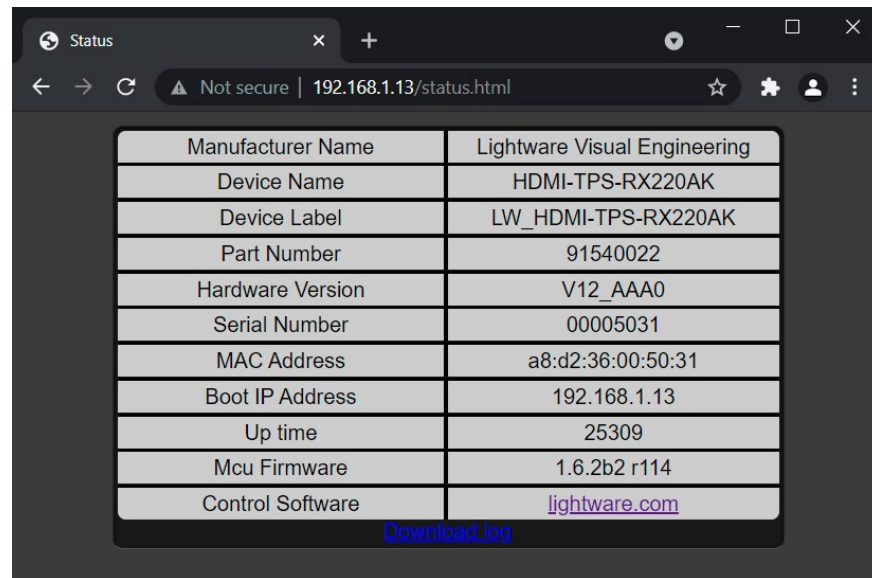 Status
Not secure | 192.168.1.13/status.html
Manufacturer Name Lightware Visual Engineering
Device Name HDMI-TPS-RX220AK
Device Label LW_HDMI-TPS-RX220AK
Part Number 91540022
Hardware Version V12_AAA0
Serial Number 00005031
MAC Address a8:d2:36:00:50:31
Boot IP Address 192.168.1.13
Up time 25309
Mcu Firmware 1.6.2b2 r114
Control Software lightware.com
Download log